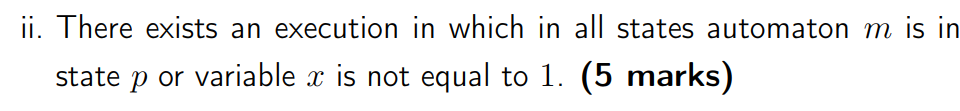 ii. There exists an execution in which in all states automaton m is in
state p or variable x is not equal to 1. (5 marks)